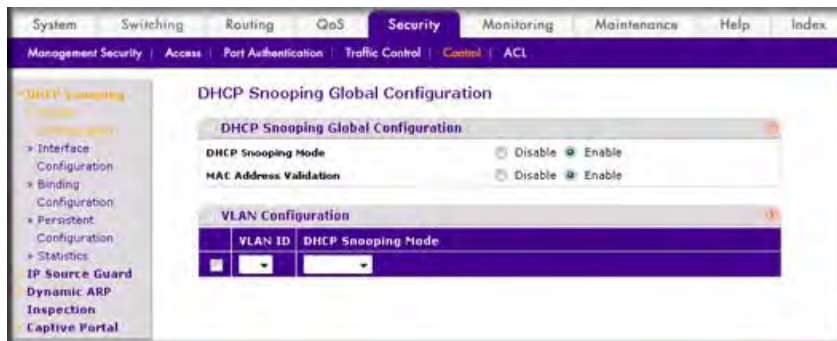 System Switching Routing QoS Security Monitoring Maintenance Help Index
Management Security Access Port Authentication Traffic Control Control ACL
DHCP Snooping
Configuration
» Interface
Configuration
» Binding
Configuration
» Persistent
Configuration
» Statistics
IP Source Guard
Dynamic ARP
Inspection
Captive Portal
DHCP Snooping Global Configuration
DHCP Snooping Global Configuration
DHCP Snooping Mode Disable Enable
MAC Address Validation Disable Enable
VLAN Configuration
VLAN ID DHCP Snooping Mode